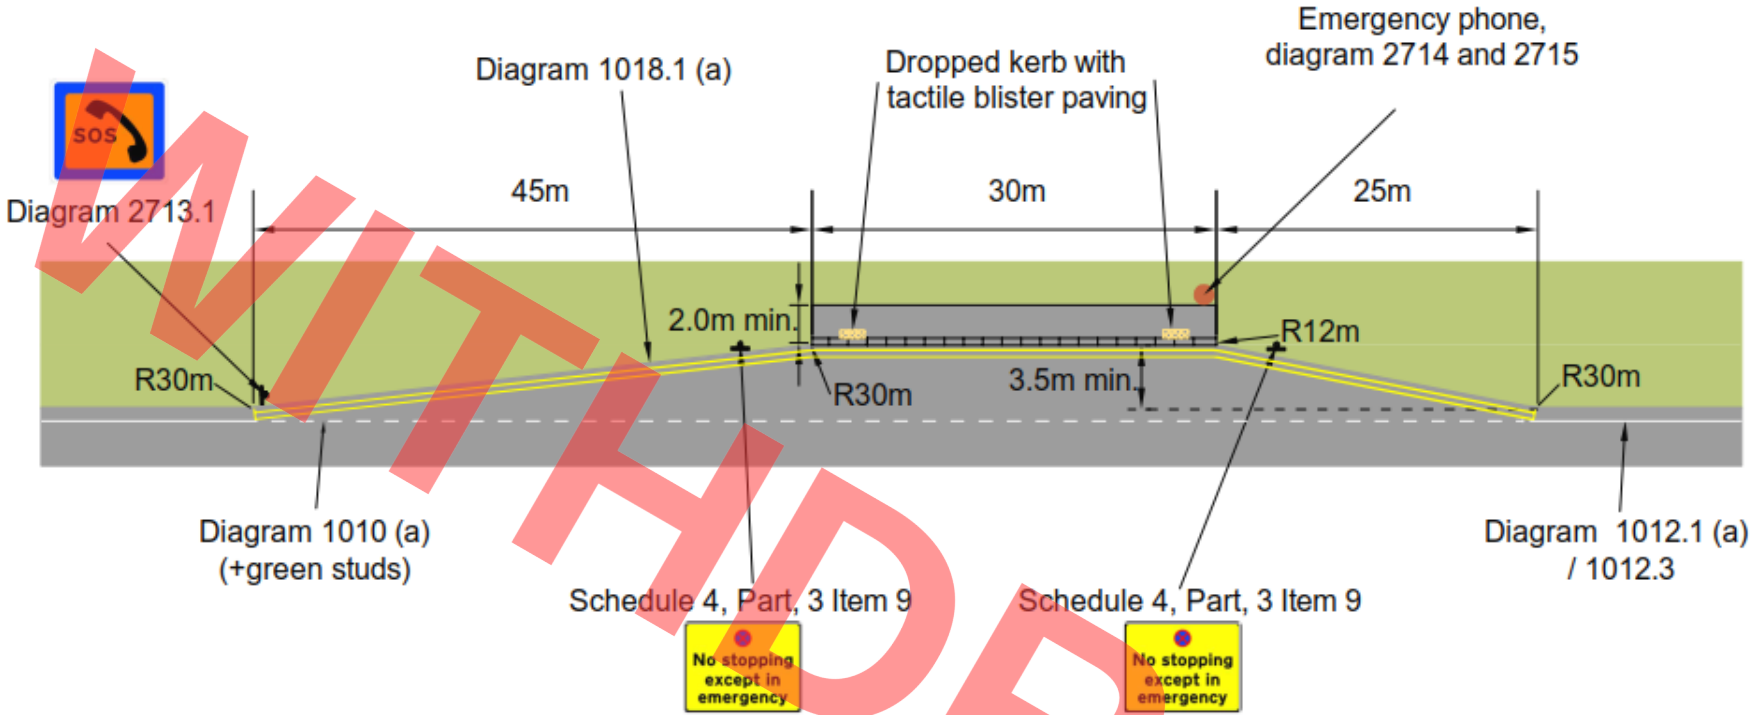 Emergency phone,
diagram 2714 and 2715
Diagram 1018.1 (a)
Dropped kerb with
tactile blister paving
sos
45m
30m
25m
Diagram 2713.1
2.0m min.
R12m
R30m
R30m
3.5m min.
R30m
Diagram 1010 (a)
(+green studs)
Diagram 1012.1 (a)
/ 1012.3
Schedule 4, Part, 3 Item 9
Schedule 4, Part, 3 Item 9
No stopping
except in
emergency
No stopping
except in
emergency
WITHDR